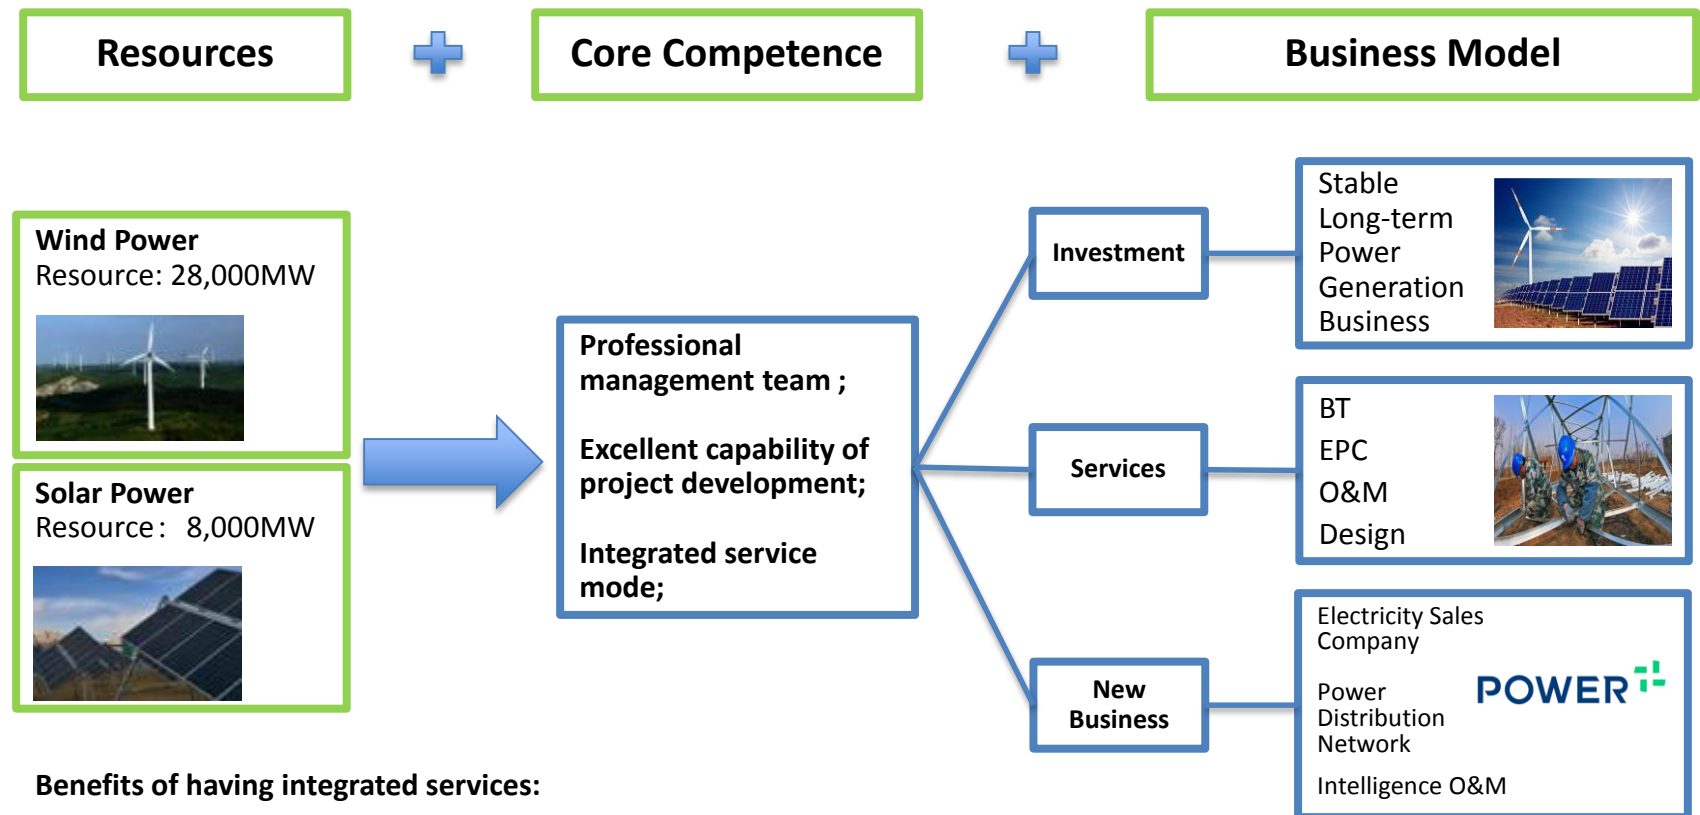 Resources
Core Competence
Business Model
Wind Power
Resource: 28,000MW
Solar Power
Resource： 8,000MW
Professional
management team ;
Excellent capability of
project development;
Integrated service
mode;
Investment
Stable
Long-term
Power
Generation
Business
Services
BT
EPC
O&M
Design
New
Business
Electricity Sales
Company
Power
Distribution
Network
Intelligence O&M
POWER
Benefits of having integrated services: